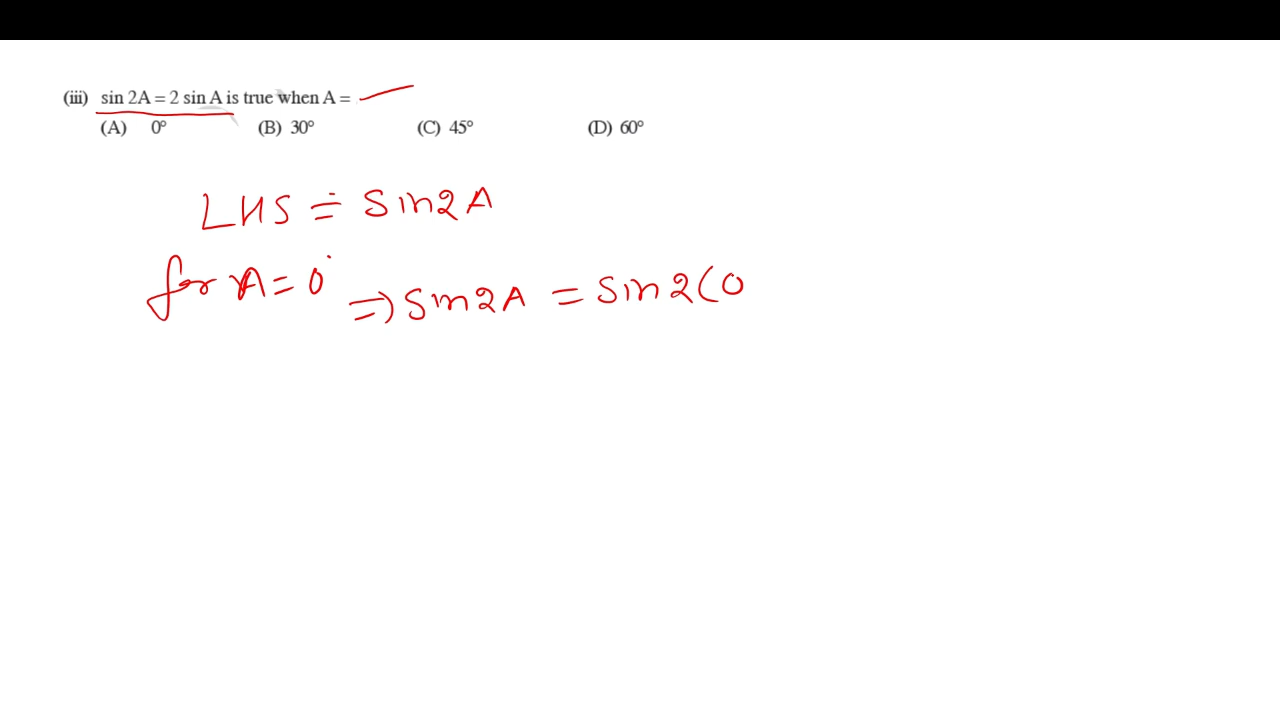 (iii) sin 2A = 2 sin A is true when A =
(A) 0° (B) 30° (C) 45° (D) 60°
LHS = Sin2A
for A = 0° ⇒ Sin2A = Sin2(0